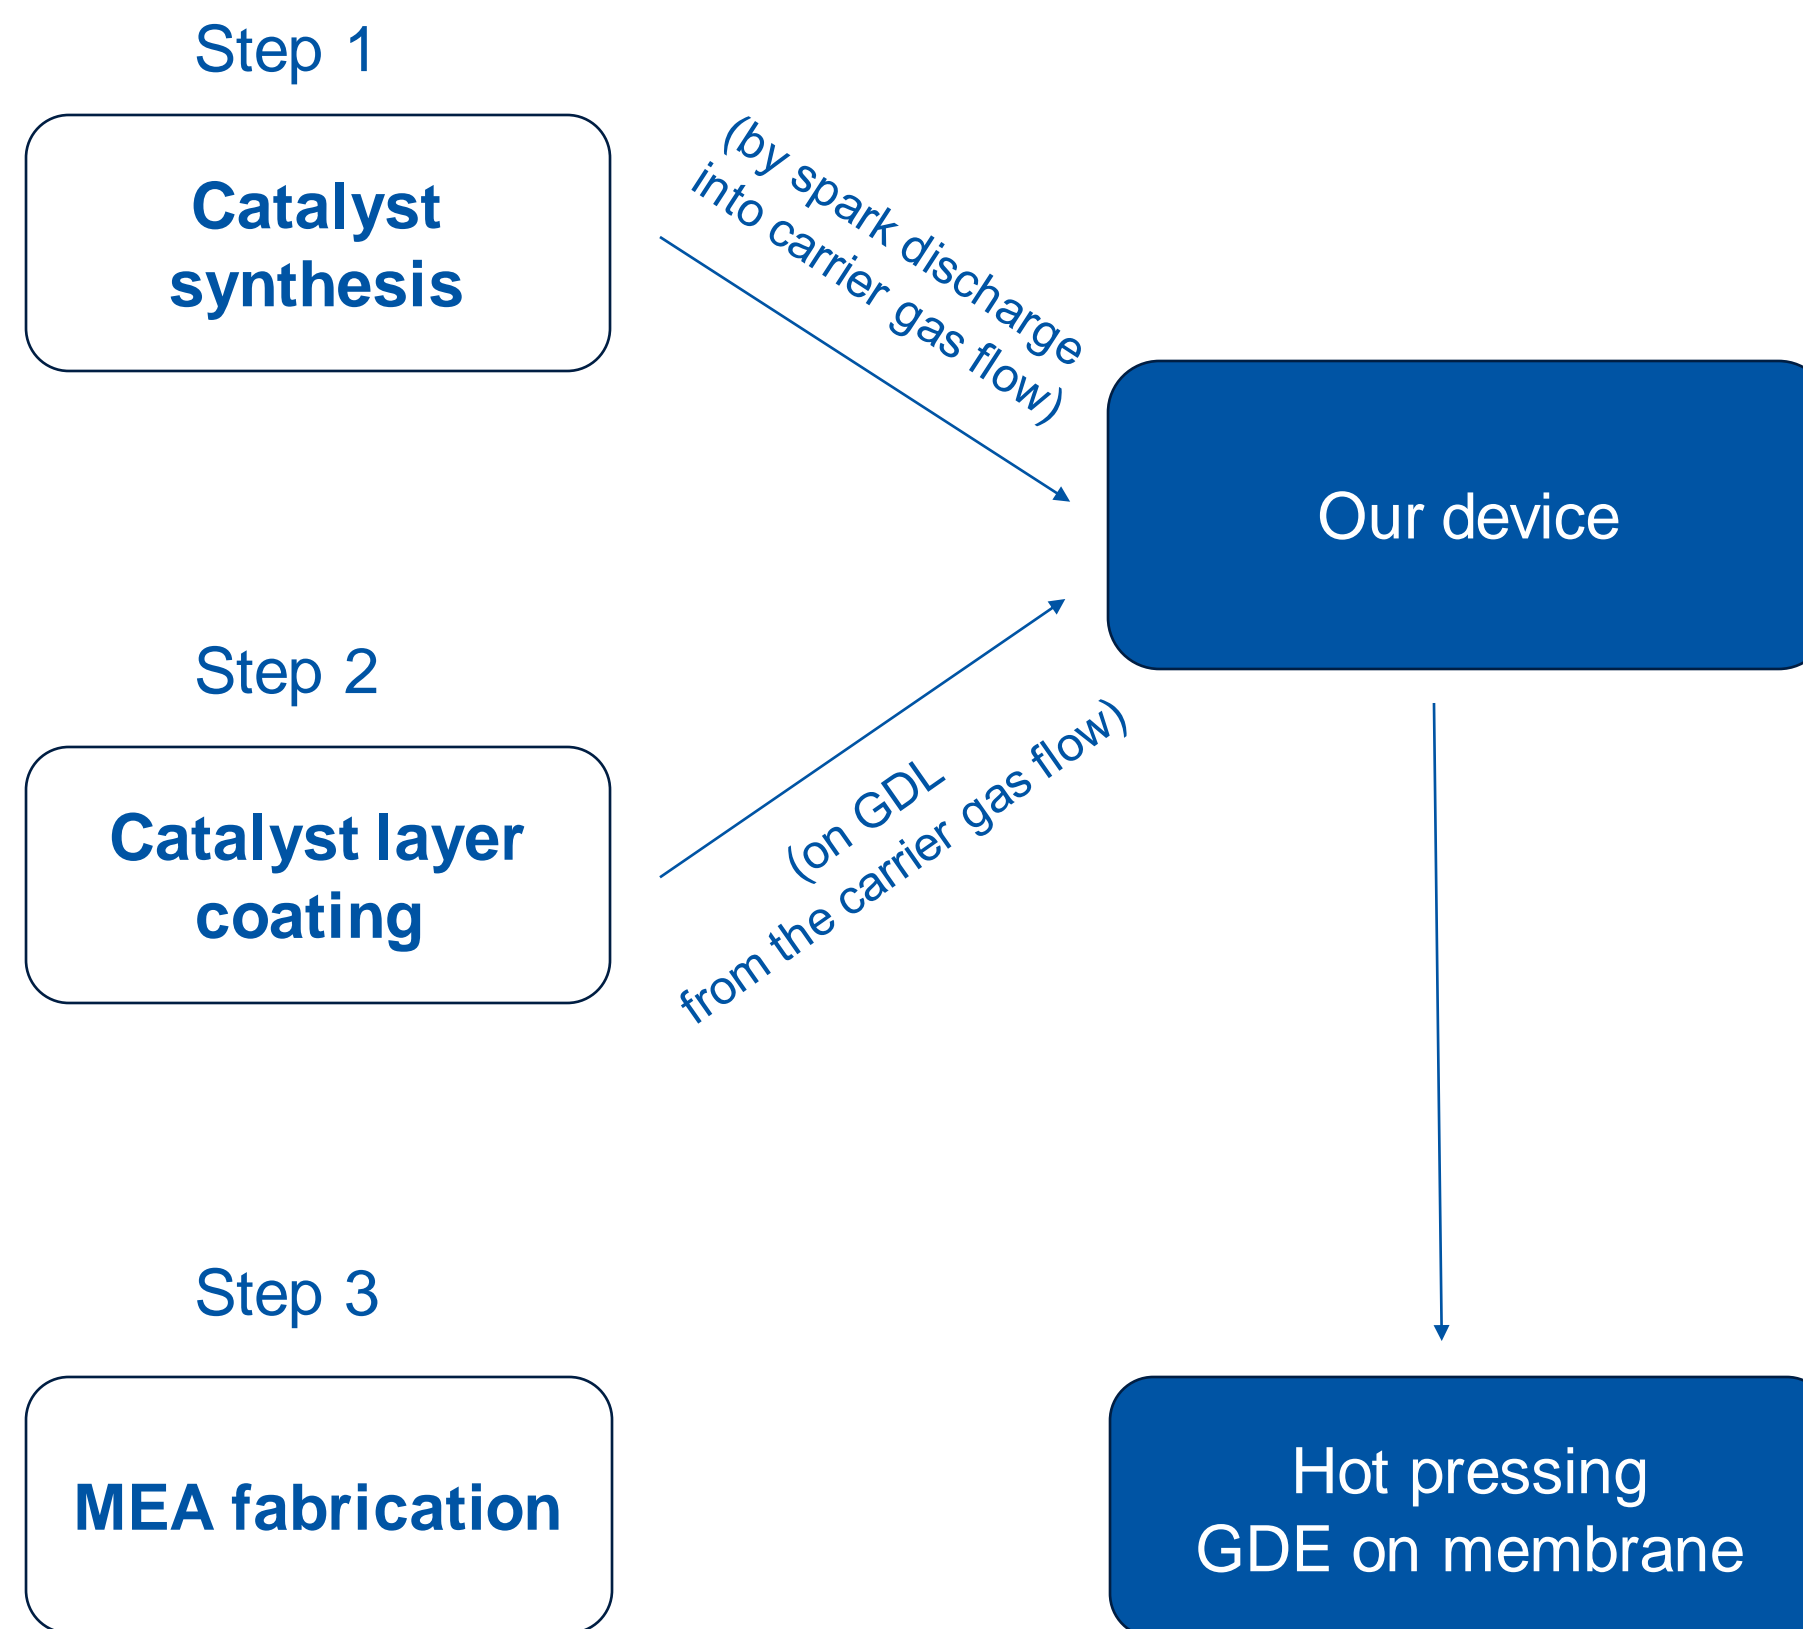 Step 1
Catalyst
synthesis
(by spark discharge
into carrier gas flow)
Our device
Step 2
Catalyst layer
coating
(on GDL
from the carrier gas flow)
Step 3
MEA fabrication
Hot pressing
GDE on membrane